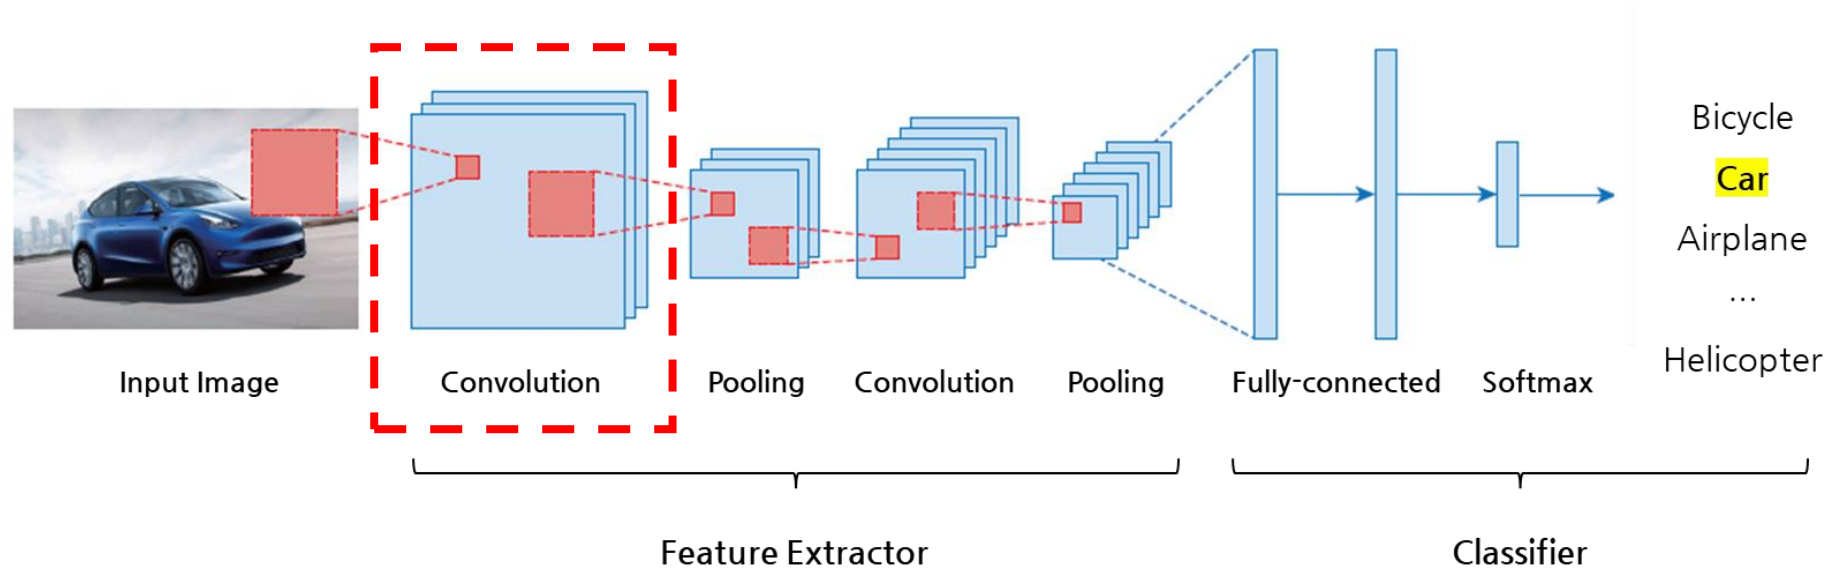 Bicycle
Car
Airplane
...
Helicopter
Input Image
Convolution
Pooling
Convolution
Pooling
Fully-connected
Softmax
Feature Extractor
Classifier